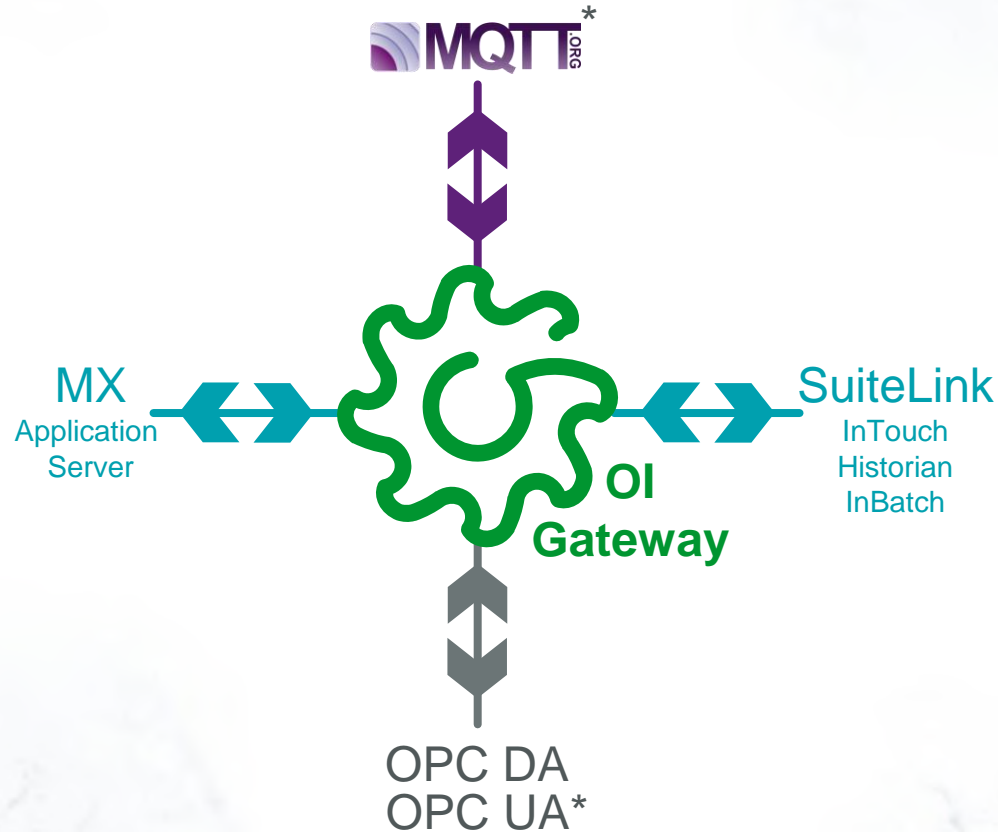 *
MQTT.ORG
MX
Application
Server
SuiteLink
InTouch
Historian
InBatch
OI
Gateway
OPC DA
OPC UA*